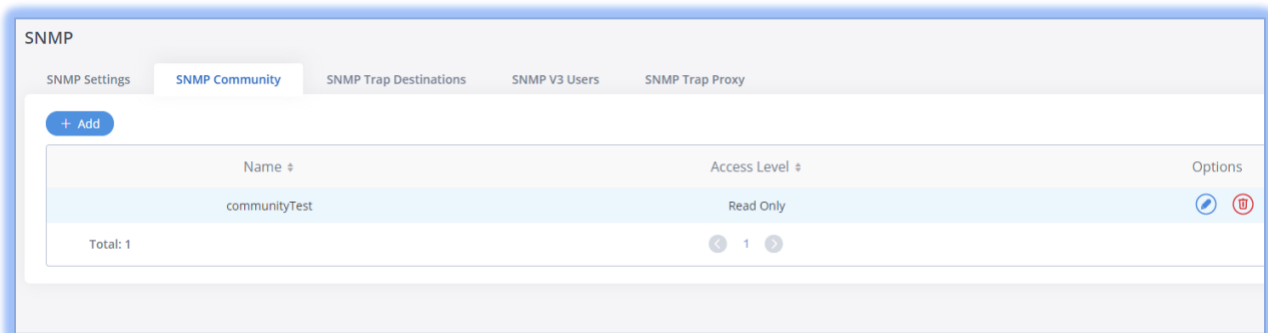 SNMP
SNMP Settings SNMP Community SNMP Trap Destinations SNMP V3 Users SNMP Trap Proxy
+ Add
Name Access Level Options
communityTest Read Only
Total: 1 1